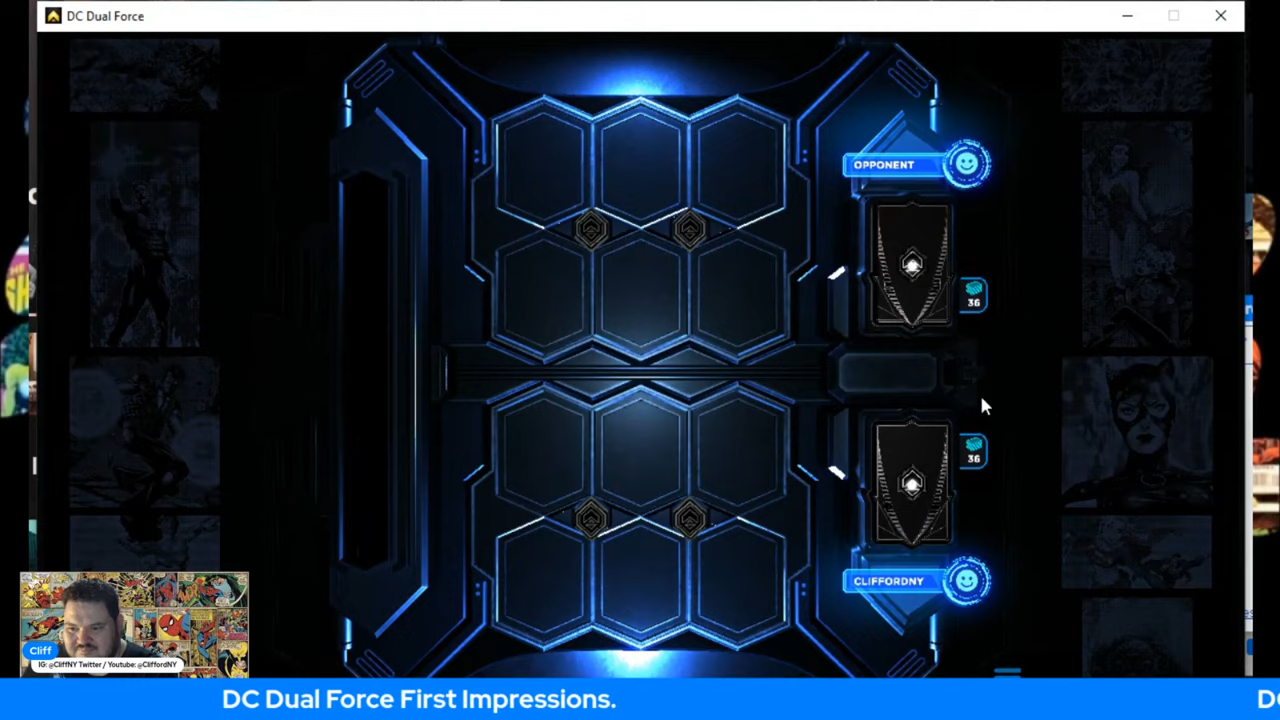 DC Dual Force
OPPONENT
36
36
CLIFFORDNY
Cliff
IG: @CliffNY Twitter / Youtube: @CliffordNY
DC Dual Force First Impressions.